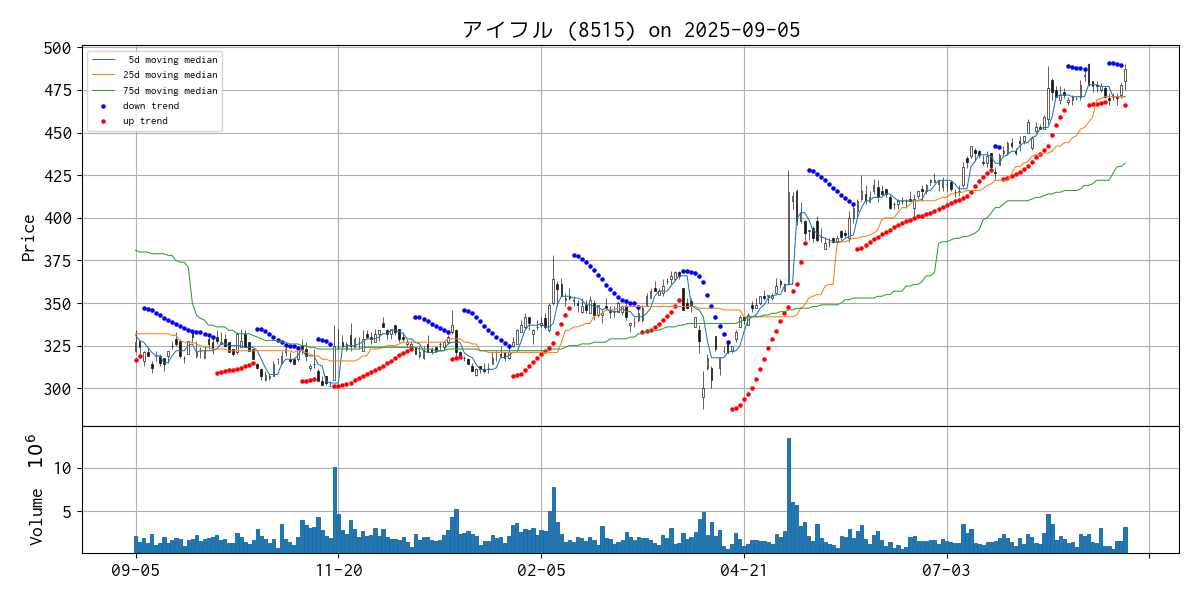 アイフル (8515) on 2025-09-05
500
475
450
425
400
375
350
325
300
Price
5d moving median
25d moving median
75d moving median
down trend
up trend
10
5
Volume 10⁶
09-05
11-20
02-05
04-21
07-03